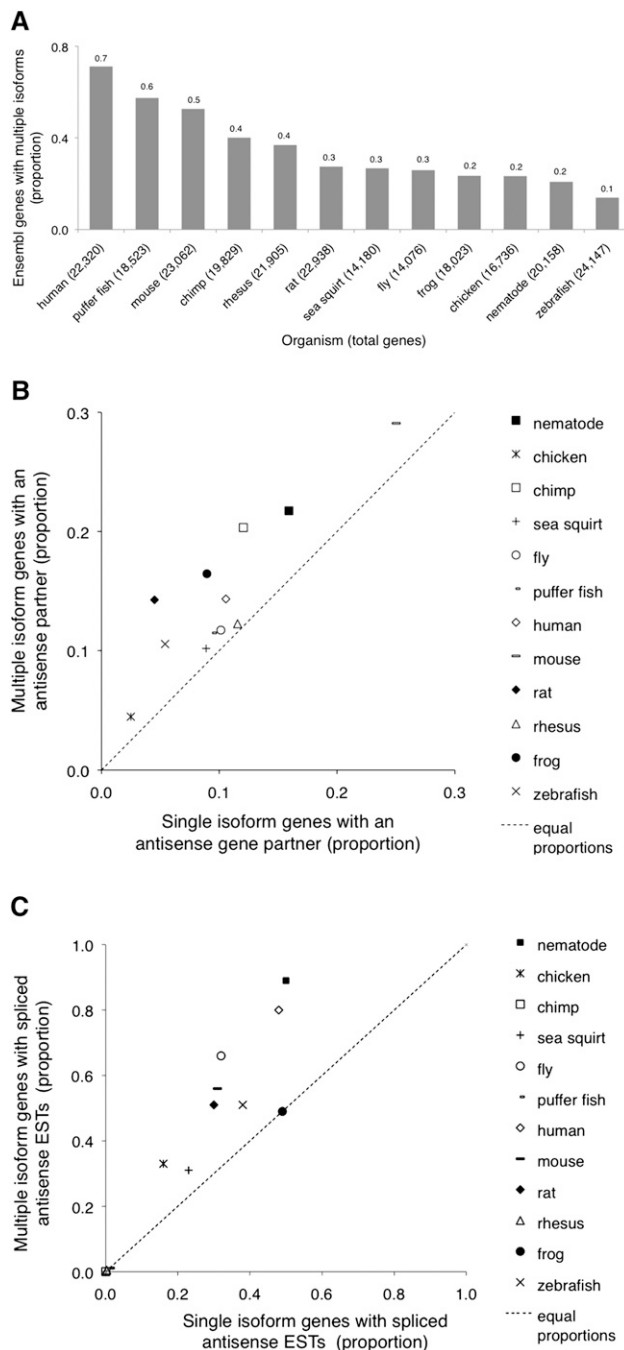 A
Ensembl genes with multiple isoforms
(proportion)
0.8
0.4
0.0
0.7
0.6
0.5
0.4
0.4
0.3
0.3
0.3
0.2
0.2
0.2
0.1
human (22,320)
puffer fish (18,523)
mouse (23,062)
chimp (19,829)
rhesus (21,905)
rat (22,938)
sea squirt (14,180)
fly (14,076)
frog (18,023)
chicken (16,736)
nematode (20,158)
zebrafish (24,147)
Organism (total genes)
B
Multiple isoform genes with an
antisense partner (proportion)
0.3
0.2
0.1
0.0
0.0
0.1
0.2
0.3
Single isoform genes with an
antisense gene partner (proportion)
nematode
chicken
chimp
sea squirt
fly
puffer fish
human
mouse
rat
rhesus
frog
zebrafish
equal
proportions
C
Multiple isoform genes with spliced
antisense ESTs (proportion)
1.0
0.8
0.6
0.4
0.2
0.0
0.0
0.2
0.4
0.6
0.8
1.0
Single isoform genes with spliced
antisense ESTs (proportion)
nematode
chicken
chimp
sea squirt
fly
puffer fish
human
mouse
rat
rhesus
frog
zebrafish
equal
proportions